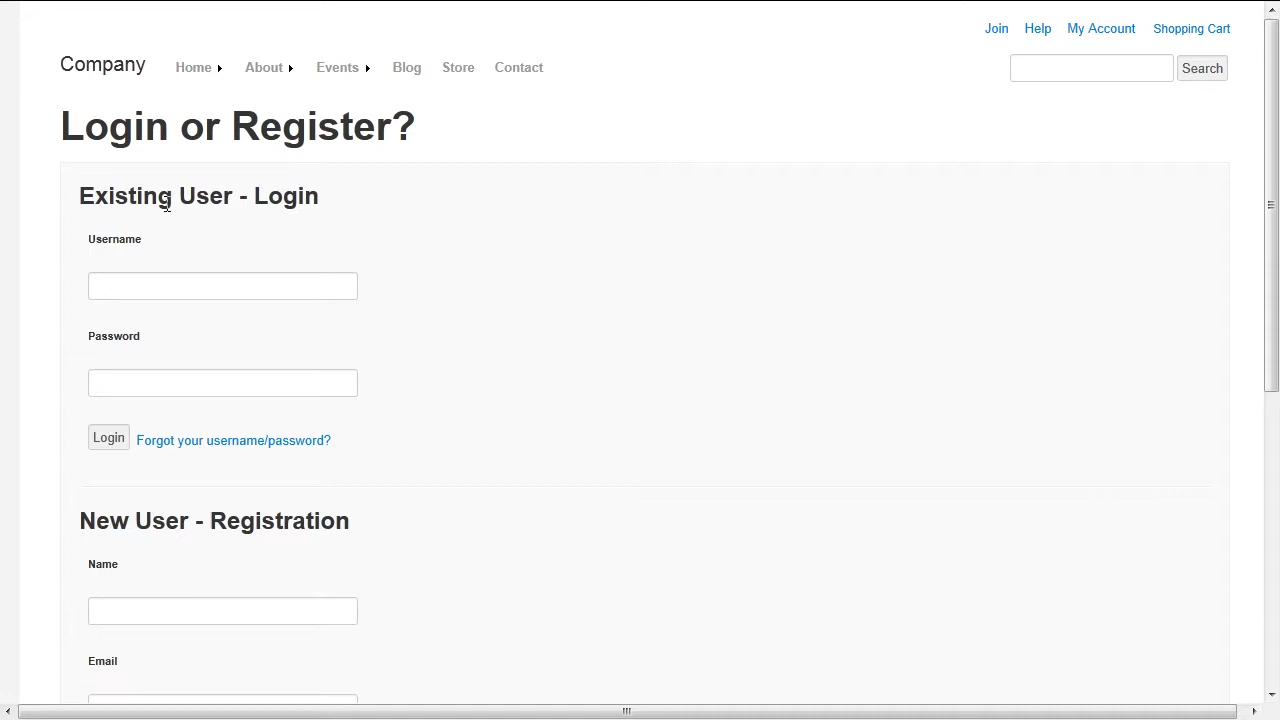 Join Help My Account Shopping Cart
Company Home About Events Blog Store Contact Search
Login or Register?
Existing User - Login
Username
Password
Login Forgot your username/password?
New User - Registration
Name
Email